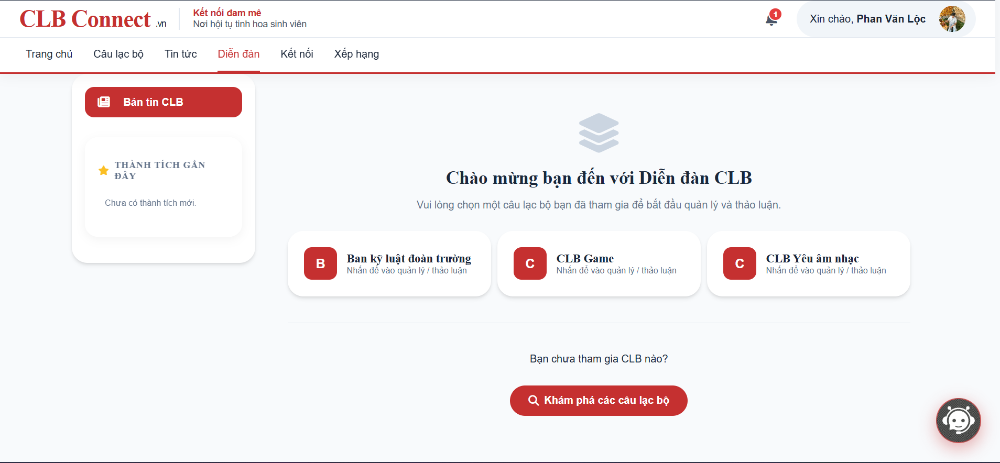 CLB Connect .vn
Kết nối đam mê
Nơi hội tụ tinh hoa sinh viên
1
Xin chào, Phan Văn Lộc
Trang chủ
Câu lạc bộ
Tin tức
Diễn đàn
Kết nối
Xếp hạng
Bản tin CLB
THÀNH TÍCH GẦN
ĐÂY
Chưa có thành tích mới.
Chào mừng bạn đến với Diễn đàn CLB
Vui lòng chọn một câu lạc bộ bạn đã tham gia để bắt đầu quản lý và thảo luận.
B
Ban kỹ luật đoàn trường
Nhấn để vào quản lý / thảo luận
C
CLB Game
Nhấn để vào quản lý / thảo luận
C
CLB Yêu âm nhạc
Nhấn để vào quản lý / thảo luận
Bạn chưa tham gia CLB nào?
Khám phá các câu lạc bộ